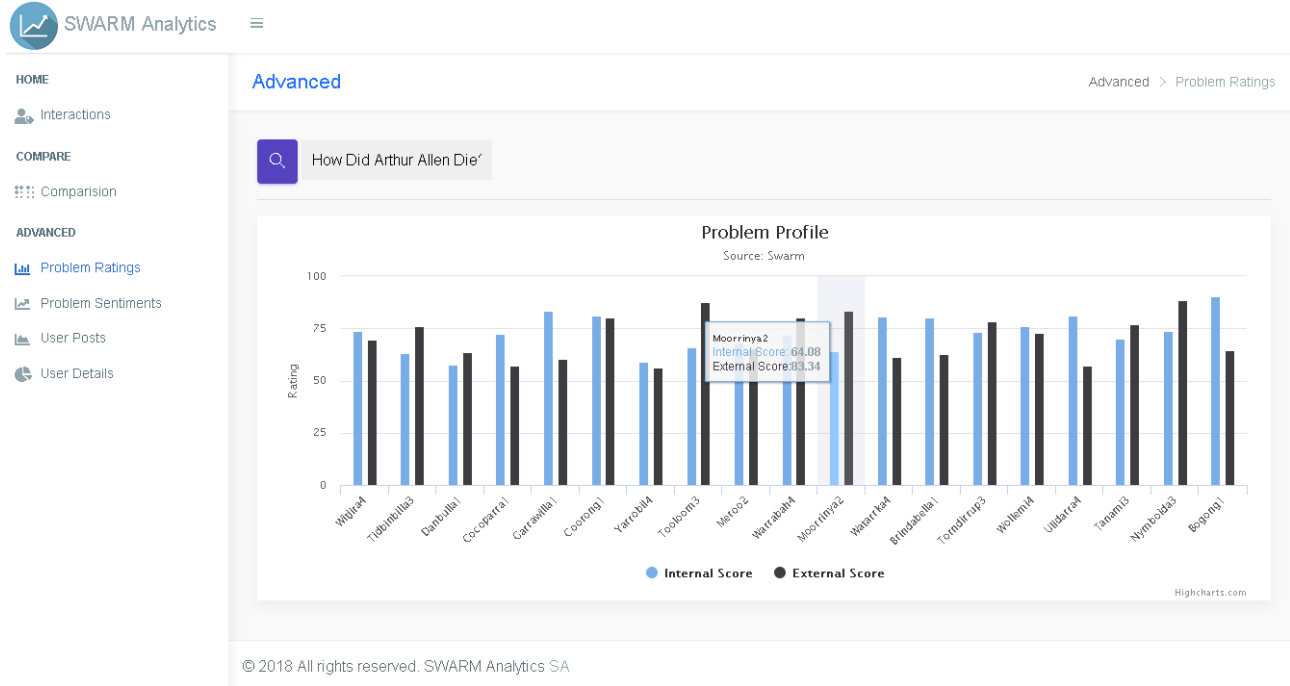 SWARM Analytics
HOME
Interactions
COMPARE
Comparision
ADVANCED
Problem Ratings
Problem Sentiments
User Posts
User Details
Advanced
Advanced > Problem Ratings
How Did Arthur Allen Die
Problem Profile
Source: Swarm
Rating
100
75
50
25
0
Moorrinya2
Internal Score: 64.08
External Score:83.34
Witjira4
Tidbinbilla3
Danbulla1
Cocoparra1
Garrawilla1
Coorong1
Yarrobil4
Tooloom3
Meroo2
Warrabah4
Moorrinya2
Watarrka4
Brindabella1
Torndirrup3
Wollemi4
Ulidarra4
Tanami3
Nymboida3
Bogong1
Internal Score
External Score
Highcharts.com
© 2018 All rights reserved. SWARM Analytics SA